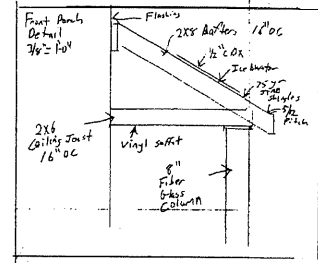 Front Porch
Detail
3/8"=1'-0"
Flashing
2X8 Rafters
16" OC
1/2" CDX
Ice & water
25 yr
Shingles
5/12
Pitch
2x6
Ceiling Joist
16" OC
Vinyl soffit
8"
Fiber
Glass
Column